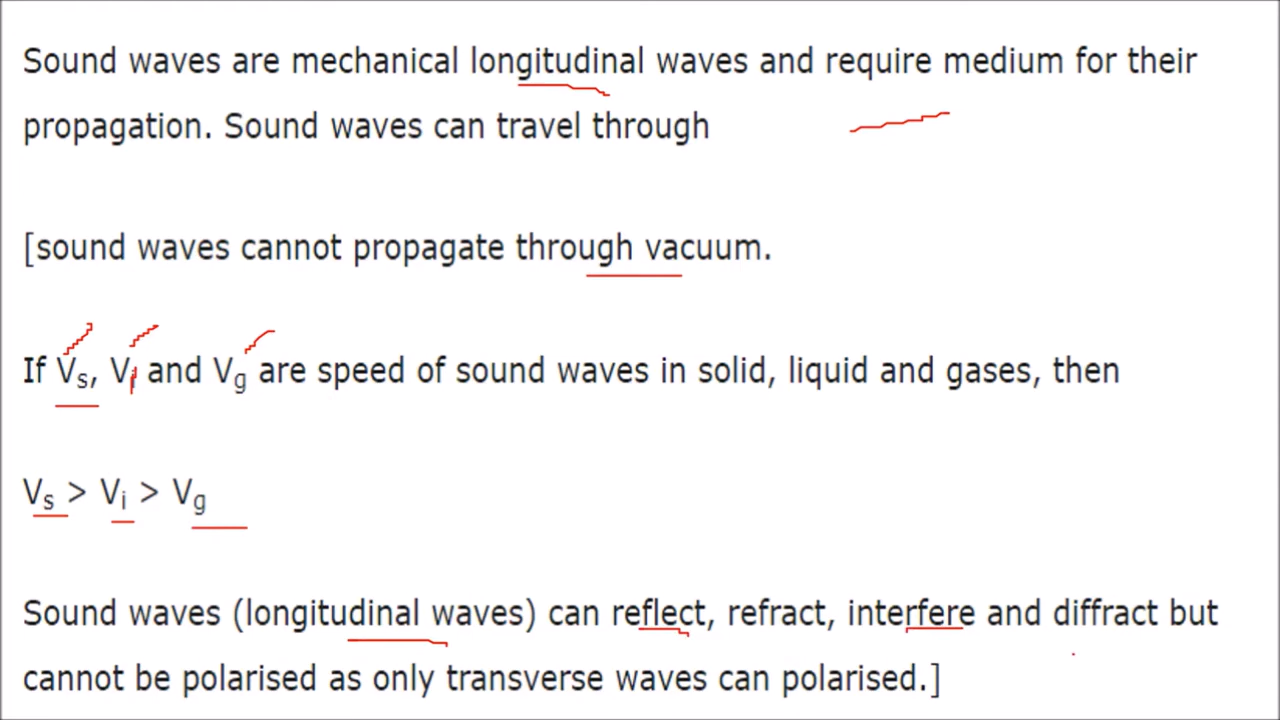 Sound waves are mechanical longitudinal waves and require medium for their
propagation. Sound waves can travel through
[sound waves cannot propagate through vacuum.
If Vs, Vl and Vg are speed of sound waves in solid, liquid and gases, then
Vs > Vi > Vg
Sound waves (longitudinal waves) can reflect, refract, interfere and diffract but
cannot be polarised as only transverse waves can polarised.]